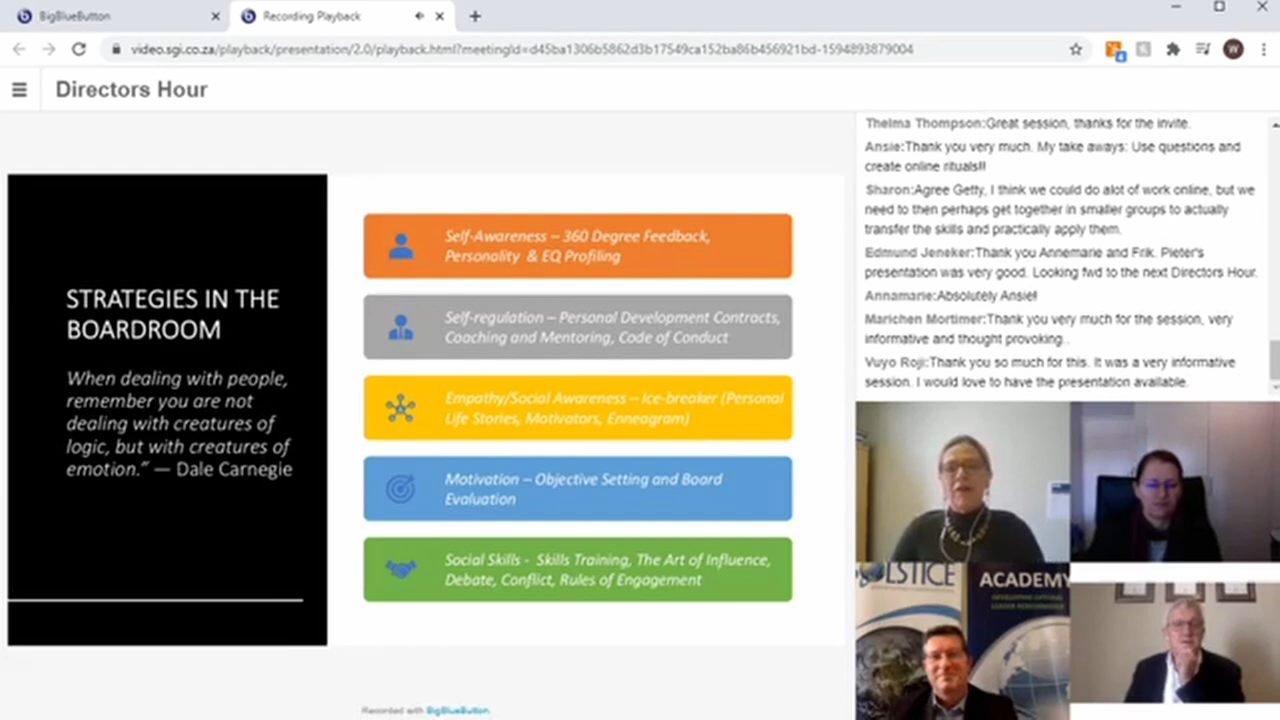 BigBlueButton
Recording Playback
video.sgi.co.za/playback/presentation/2.0/playback.html?meetingId=d45ba1306b5862d3b17549ca152ba86b456921bd-1594893879004
4
W
Directors Hour
STRATEGIES IN THE
BOARDROOM
When dealing with people,
remember you are not
dealing with creatures of
logic, but with creatures of
emotion.” — Dale Carnegie
Self-Awareness – 360 Degree Feedback,
Personality & EQ Profiling
Self-regulation – Personal Development Contracts,
Coaching and Mentoring, Code of Conduct
Empathy/Social Awareness – Ice-breaker (Personal
Life Stories, Motivators, Enneagram)
Motivation – Objective Setting and Board
Evaluation
Social Skills - Skills Training, The Art of Influence,
Debate, Conflict, Rules of Engagement
Recorded with BigBlueButton
Thelma Thompson:Great session, thanks for the invite.
Ansie:Thank you very much. My take aways: Use questions and
create online rituals!!
Sharon:Agree Getty, I think we could do alot of work online, but we
need to then perhaps get together in smaller groups to actually
transfer the skills and practically apply them.
Edmund Jeneker:Thank you Annemarie and Frik. Pieter's
presentation was very good. Looking fwd to the next Directors Hour.
Annamarie:Absolutely Ansie!
Marichen Mortimer:Thank you very much for the session, very
informative and thought provoking..
Vuyo Roji:Thank you so much for this. It was a very informative
session. I would love to have the presentation available.
OLSTICE
ACADEMY